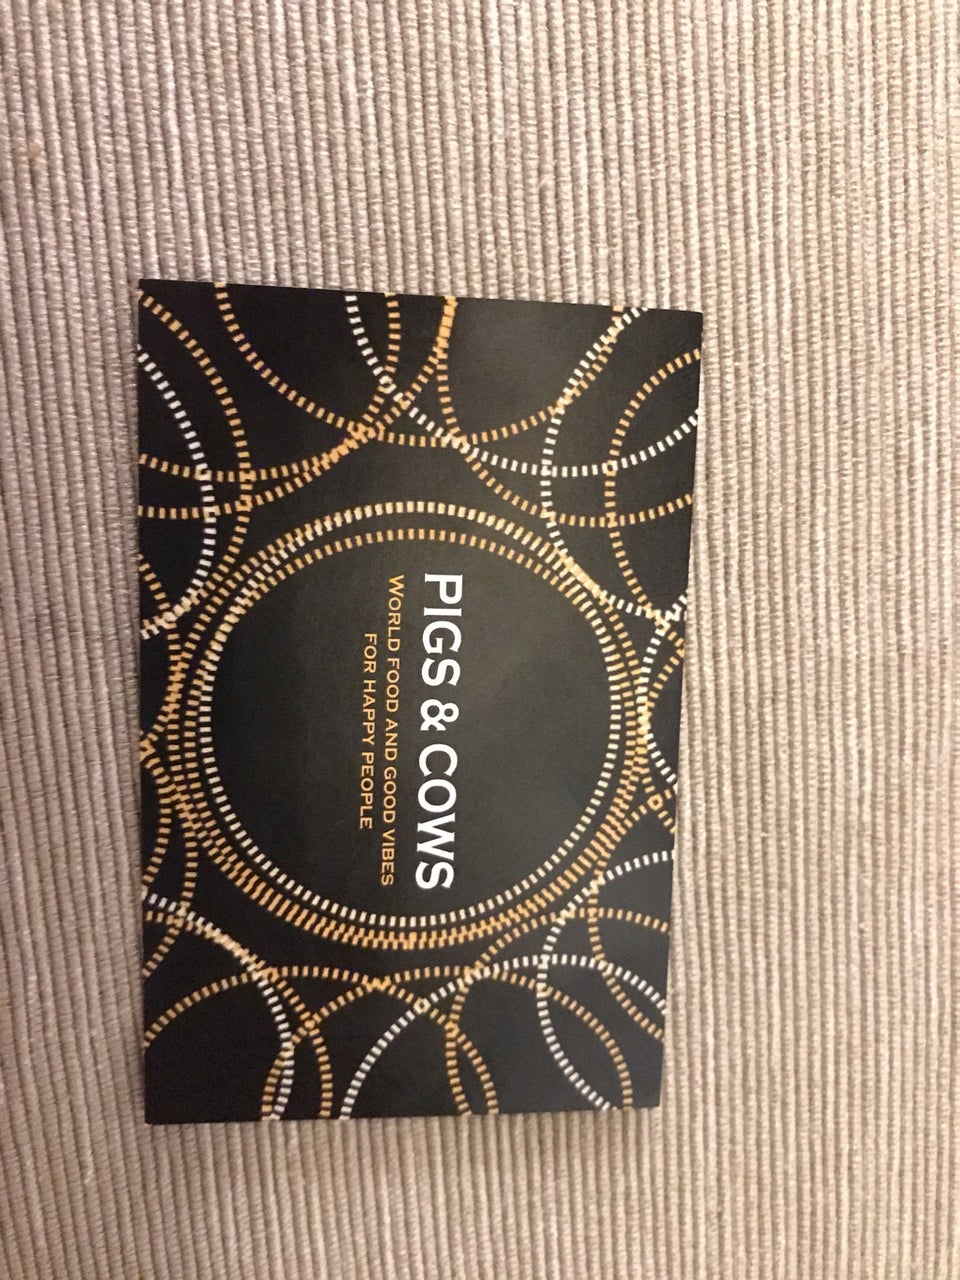 PIGS & COWS
WORLD FOOD AND GOOD VIBES
FOR HAPPY PEOPLE